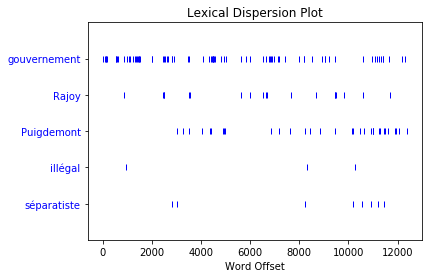 Lexical Dispersion Plot
gouvernement
Rajoy
Puigdemont
illégal
séparatiste
0 2000 4000 6000 8000 10000 12000
Word Offset